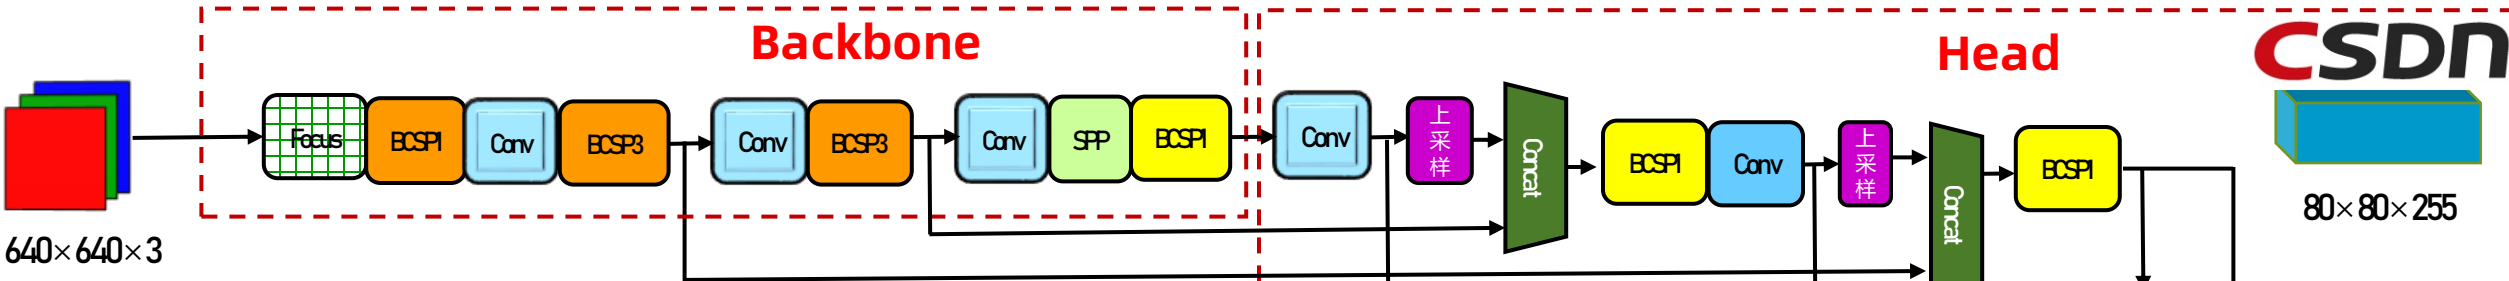 Backbone
Head
CSDN
Focus
BCSP1
Conv
BCSP3
Conv
BCSP3
Conv
SPP
BCSP1
Conv
上采样
Concat
BCSP1
Conv
上采样
Concat
BCSP1
640×640×3
80×80×255